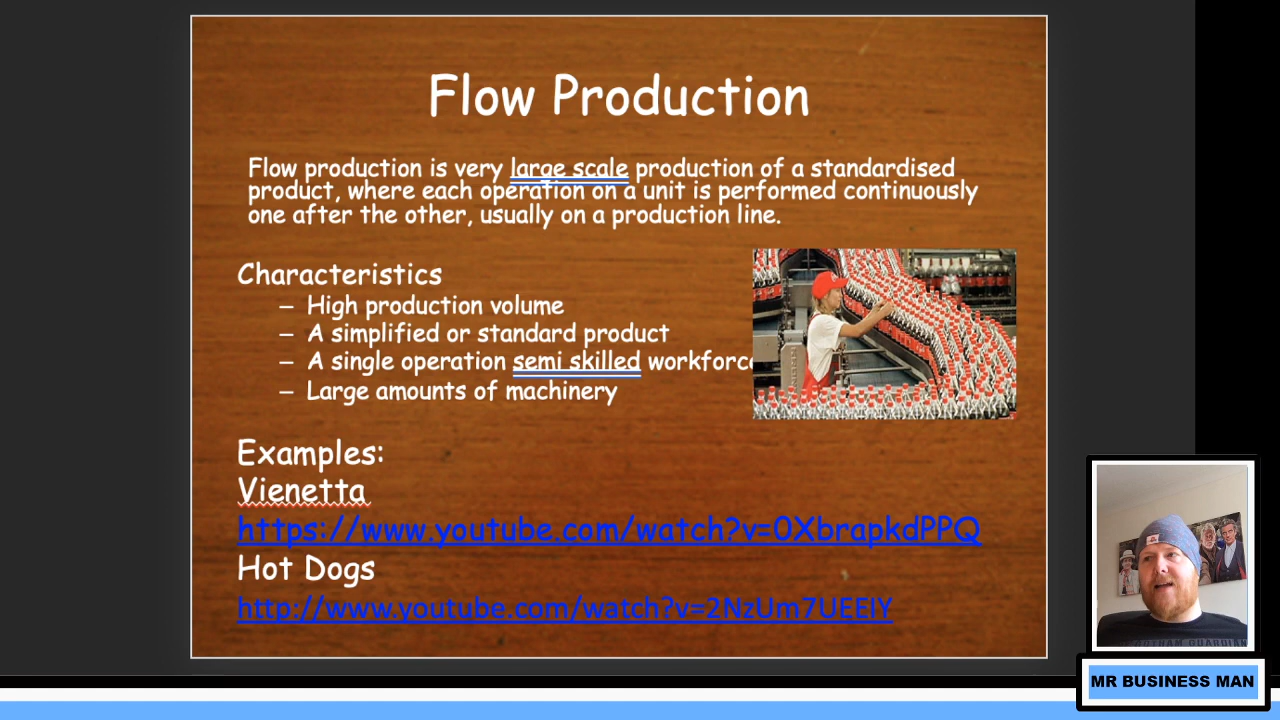 Flow Production
Flow production is very large scale production of a standardised
product, where each operation on a unit is performed continuously
one after the other, usually on a production line.
Characteristics
– High production volume
– A simplified or standard product
– A single operation semi skilled workforce
– Large amounts of machinery
Examples:
Vienetta
https://www.youtube.com/watch?v=0XbrapkdPPQ
Hot Dogs
http://www.youtube.com/watch?v=2NzUm7UEEIY
GOTHAM GUARDIAN
MR BUSINESS MAN